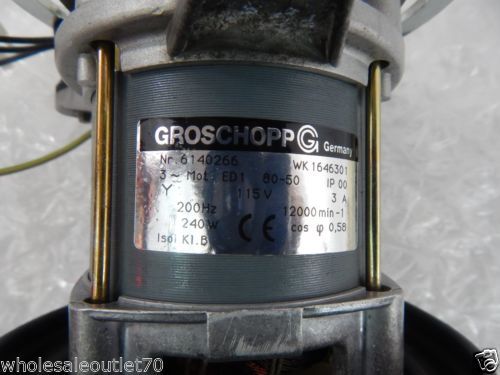 GROSCHOPP G Germany
Nr. 6140266 WK 1646301
3~ Mot. ED1 80-50 IP 00
Y 115 V 3 A
200Hz 12000 min-1
240W CE cos φ 0,58
Isol Kl.B
wholesaleoutlet70